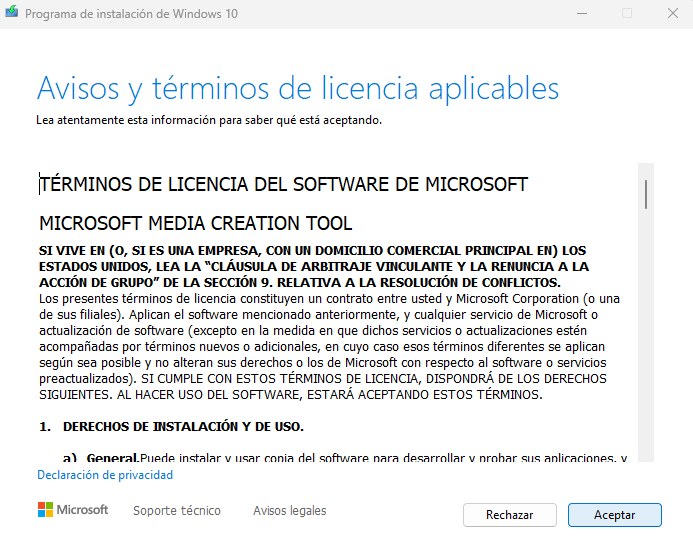 Programa de instalación de Windows 10
Avisos y términos de licencia aplicables
Lea atentamente esta información para saber qué está aceptando.
TÉRMINOS DE LICENCIA DEL SOFTWARE DE MICROSOFT
MICROSOFT MEDIA CREATION TOOL
SI VIVE EN (O, SI ES UNA EMPRESA, CON UN DOMICILIO COMERCIAL PRINCIPAL EN) LOS
ESTADOS UNIDOS, LEA LA “CLÁUSULA DE ARBITRAJE VINCULANTE Y LA RENUNCIA A LA
ACCIÓN DE GRUPO” DE LA SECCIÓN 9. RELATIVA A LA RESOLUCIÓN DE CONFLICTOS.
Los presentes términos de licencia constituyen un contrato entre usted y Microsoft Corporation (o una
de sus filiales). Aplican el software mencionado anteriormente, y cualquier servicio de Microsoft o
actualización de software (excepto en la medida en que dichos servicios o actualizaciones estén
acompañadas por términos nuevos o adicionales, en cuyo caso esos términos diferentes se aplican
según sea posible y no alteran sus derechos o los de Microsoft con respecto al software o servicios
preactualizados). SI CUMPLE CON ESTOS TÉRMINOS DE LICENCIA, DISPONDRÁ DE LOS DERECHOS
SIGUIENTES. AL HACER USO DEL SOFTWARE, ESTARÁ ACEPTANDO ESTOS TÉRMINOS.
1. DERECHOS DE INSTALACIÓN Y DE USO.
a) General.Puede instalar y usar copia del software para desarrollar y probar sus aplicaciones, y
Declaración de privacidad
Microsoft Soporte técnico Avisos legales Rechazar Aceptar